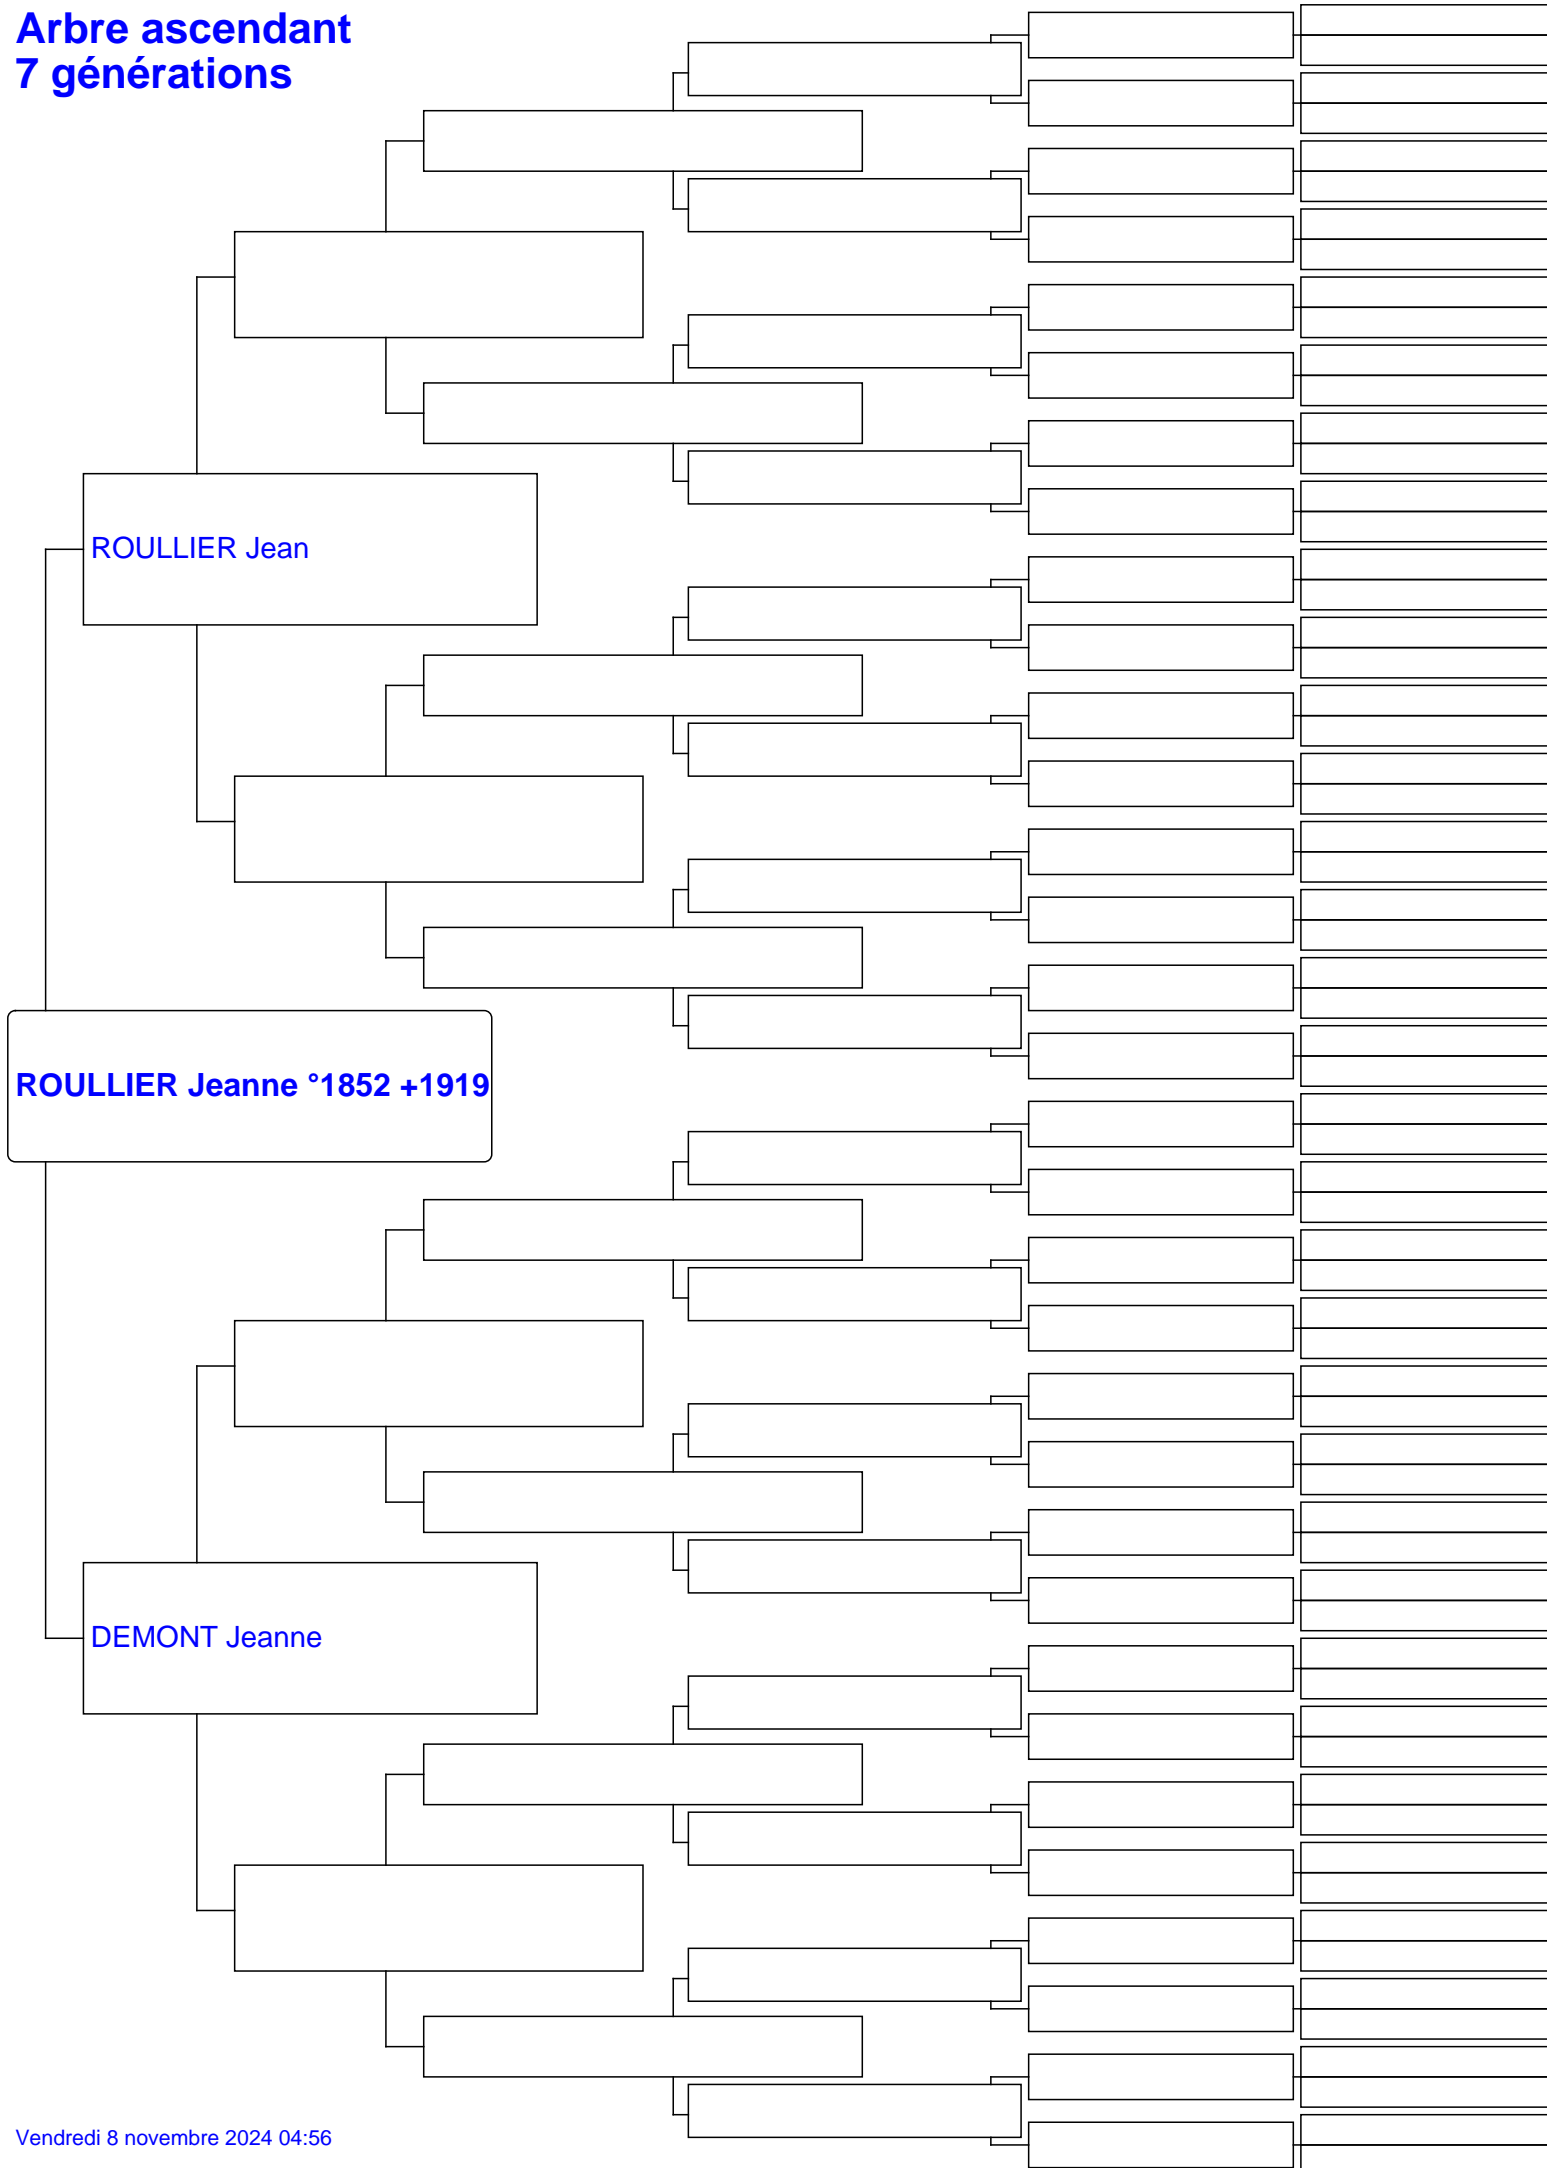 Arbre ascendant
7 générations
ROULLIER Jean
ROULLIER Jeanne °1852 +1919
DEMONT Jeanne
Vendredi 8 novembre 2024 04:56